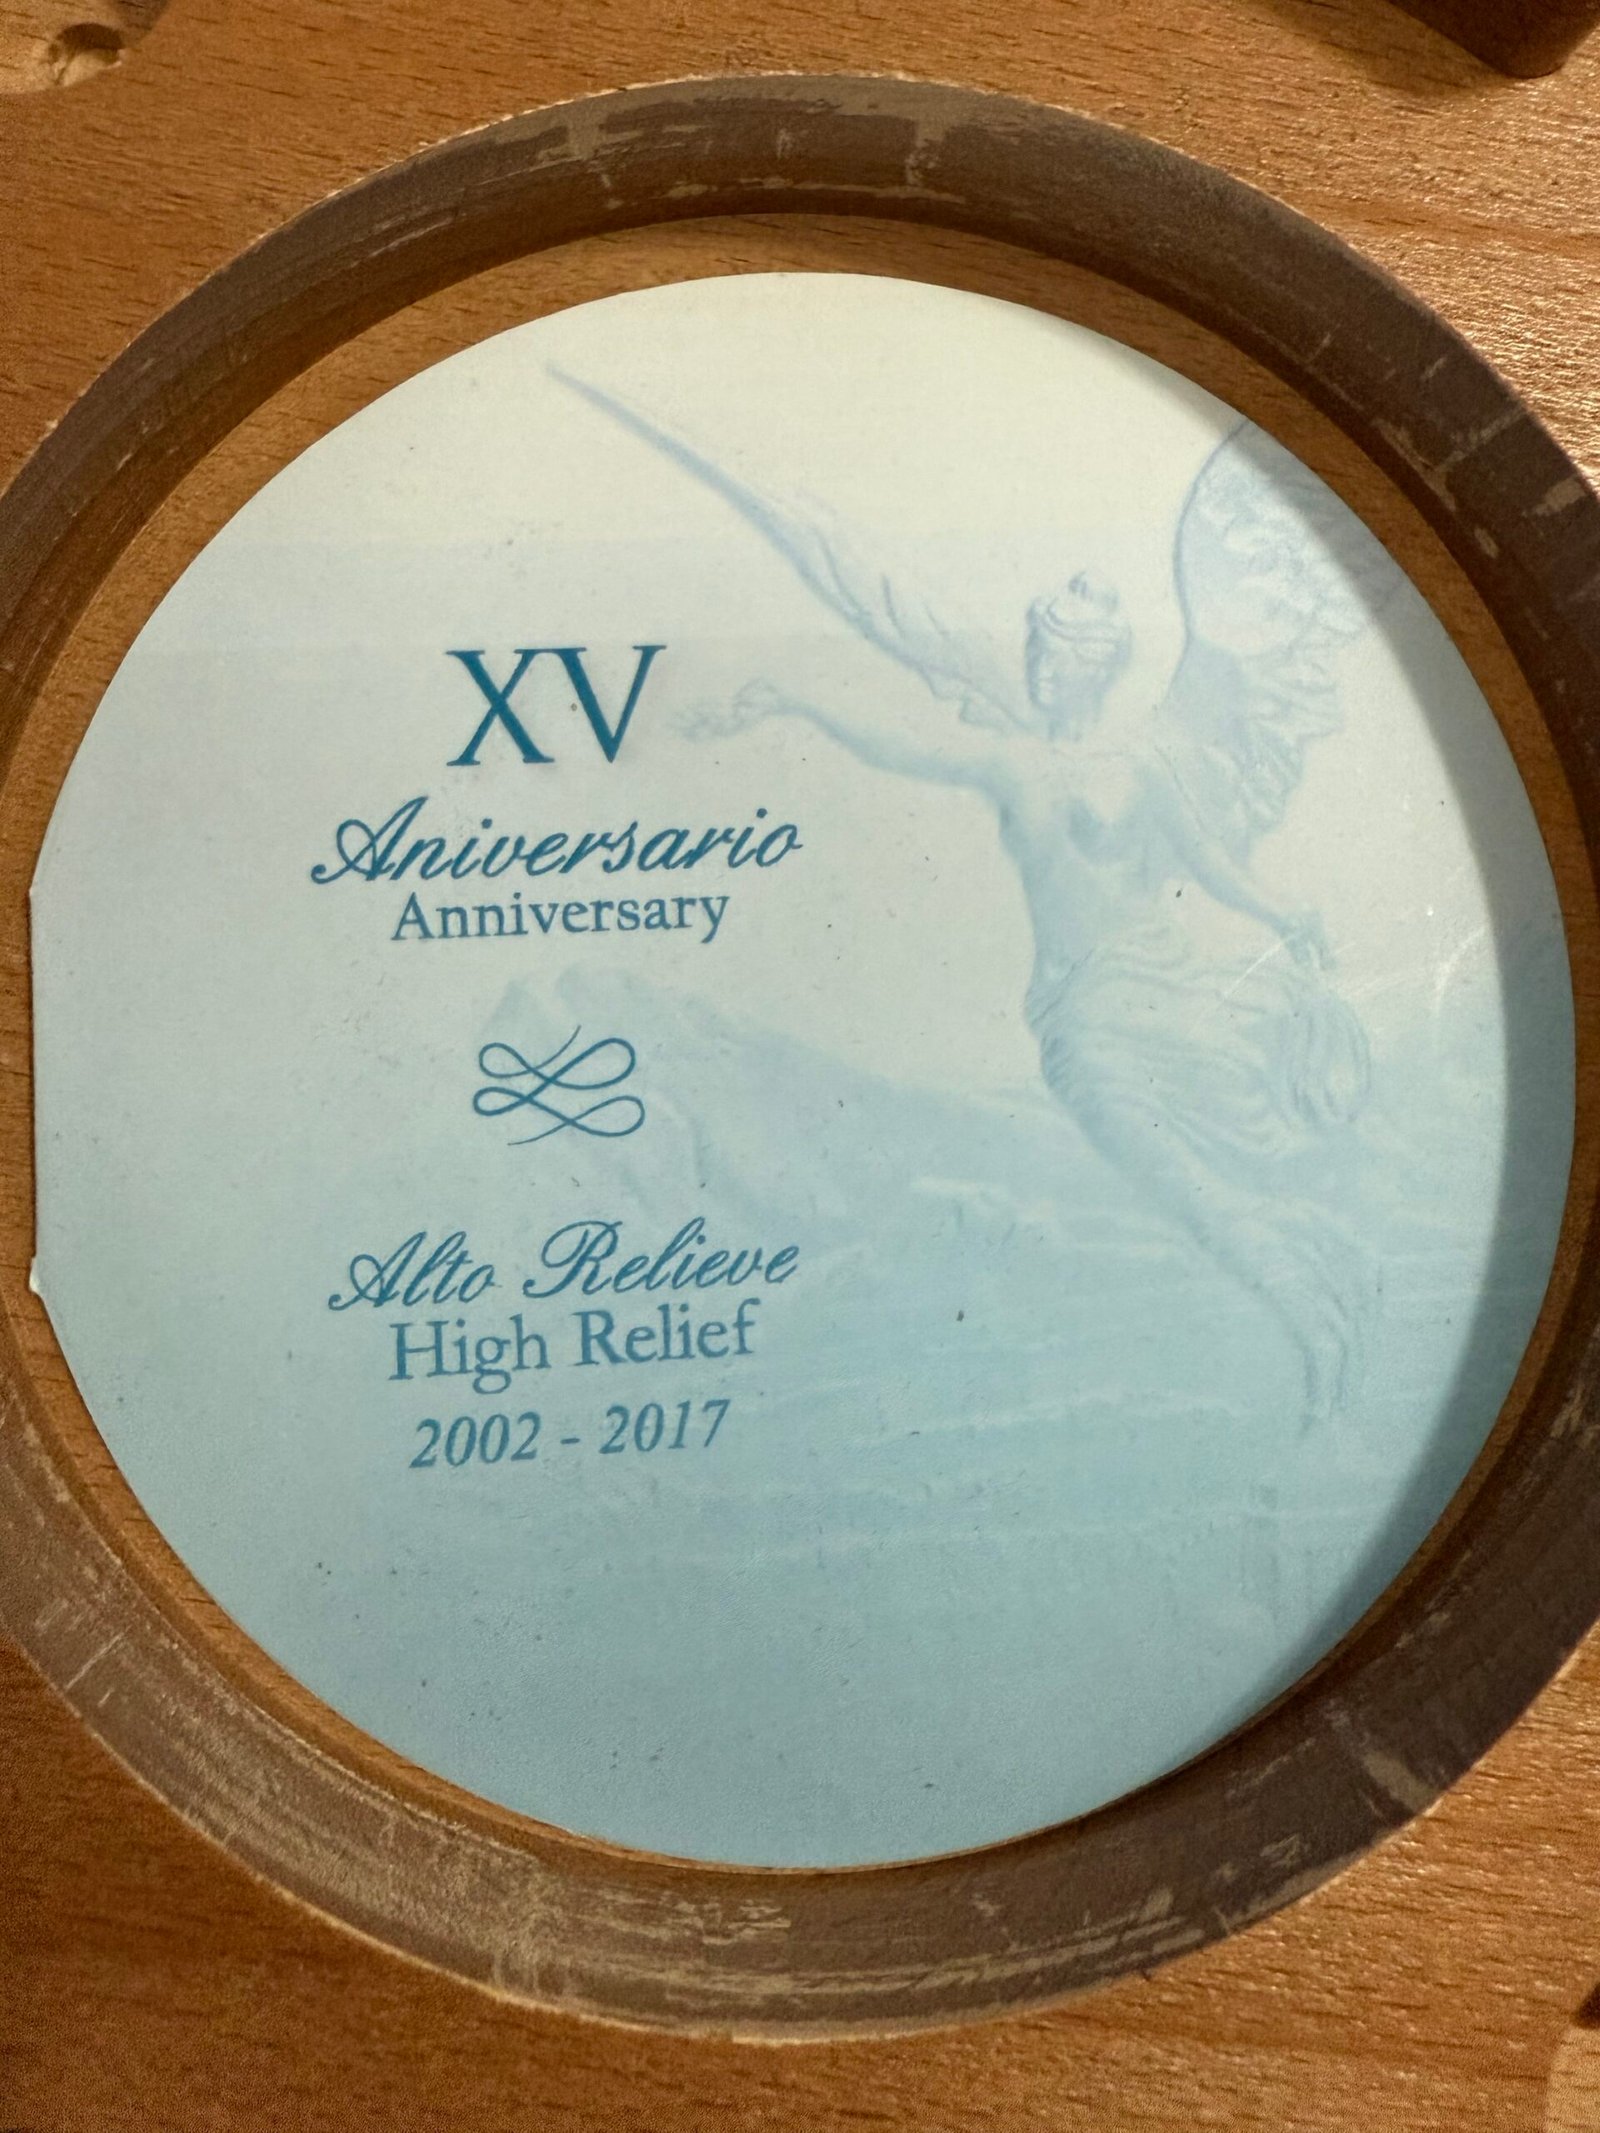 XV
Aniversario
Anniversary
Alto Relieve
High Relief
2002 - 2017